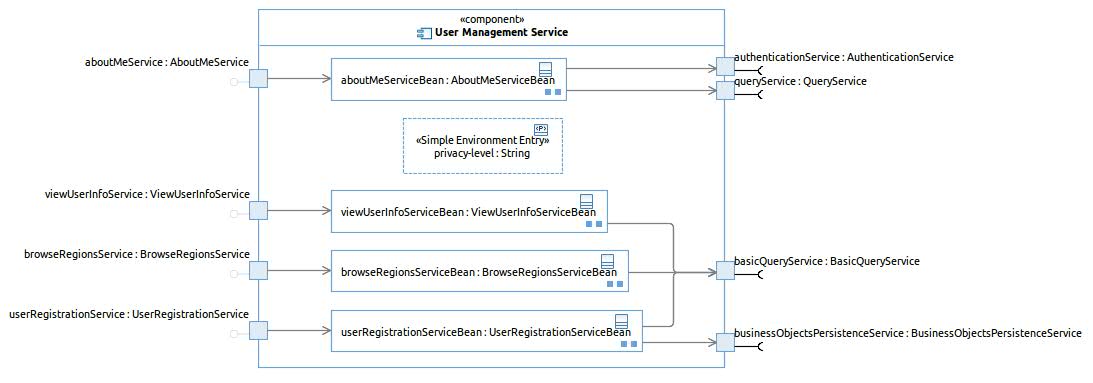 «component»
User Management Service
aboutMeService : AboutMeService
aboutMeServiceBean : AboutMeServiceBean
authenticationService : AuthenticationService
queryService : QueryService
«Simple Environment Entry»
privacy-level : String
viewUserInfoService : ViewUserInfoService
viewUserInfoServiceBean : ViewUserInfoServiceBean
browseRegionsService : BrowseRegionsService
browseRegionsServiceBean : BrowseRegionsServiceBean
basicQueryService : BasicQueryService
userRegistrationService : UserRegistrationService
userRegistrationServiceBean : UserRegistrationServiceBean
businessObjectsPersistenceService : BusinessObjectsPersistenceService